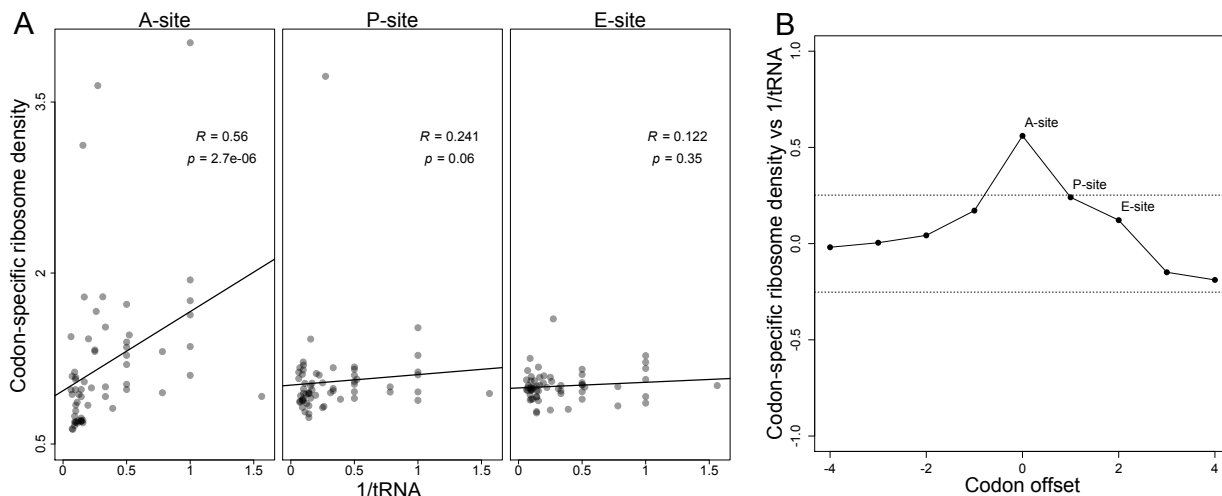 A
A-site
P-site
E-site
Codon-specific ribosome density
3.5
2
0.5
R = 0.56
p = 2.7e-06
R = 0.241
p = 0.06
R = 0.122
p = 0.35
0 0.5 1 1.5
0 0.5 1 1.5
0 0.5 1 1.5
1/tRNA
B
Codon-specific ribosome density vs 1/tRNA
1.0
0.5
0.0
-0.5
-1.0
A-site
P-site
E-site
-4 -2 0 2 4
Codon offset